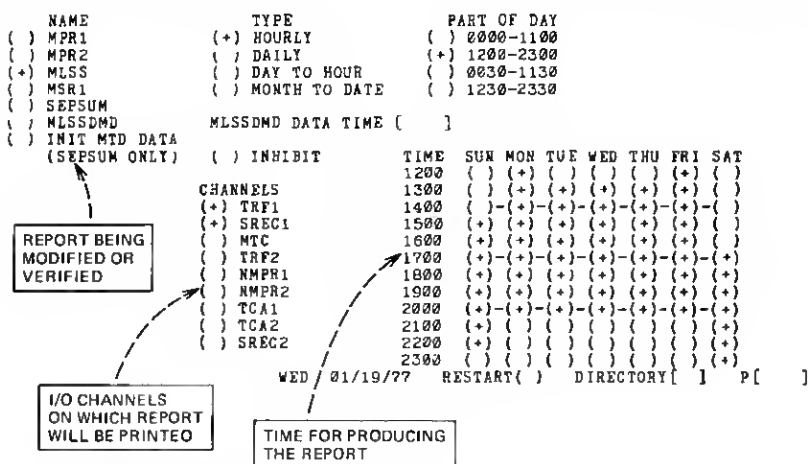 NAME TYPE PART OF DAY
( ) MPR1 (+) HOURLY ( ) 0000-1100
( ) MPR2 ( ) DAILY (+) 1200-2300
(+) MLSS ( ) DAY TO HOUR ( ) 0030-1130
( ) MSR1 ( ) MONTH TO DATE ( ) 1230-2330
( ) SEPSUM
( ) MLSSDMD MLSSDMD DATA TIME [ ]
( ) INIT MTD DATA
(SEPSUM ONLY) ( ) INHIBIT TIME SUN MON TUE WED THU FRI SAT
1200 ( ) (+) ( ) ( ) ( ) (+) ( )
CHANNELS 1300 ( ) (+) (+) (+) (+) (+) ( )
(+) TRF1 1400 ( )-(+)-(+)-(+)-(+)-(+)-( )
(+) SREC1 1500 (+) (+) (+) (+) (+) (+) ( )
( ) MTC 1600 (+) (+) (+) (+) (+) (+) ( )
( ) TRF2 1700 (+)-(+)-(+)-(+)-(+)-(+)-(+)
( ) NMPR1 1800 (+) (+) (+) (+) (+) (+) (+)
( ) NMPR2 1900 (+) (+) (+) (+) (+) (+) (+)
( ) TCA1 2000 (+)-(+)-(+)-(+)-(+)-(+)-(+)
( ) TCA2 2100 (+) ( ) ( ) ( ) ( ) ( ) (+)
( ) SREC2 2200 (+) ( ) ( ) ( ) ( ) ( ) (+)
2300 ( ) ( ) ( ) ( ) ( ) ( ) (+)
WED 01/19/77 RESTART( ) DIRECTORY[ ] P[ ]
REPORT BEING
MODIFIED OR
VERIFIED
I/O CHANNELS
ON WHICH REPORT
WILL BE PRINTED
TIME FOR PRODUCING
THE REPORT